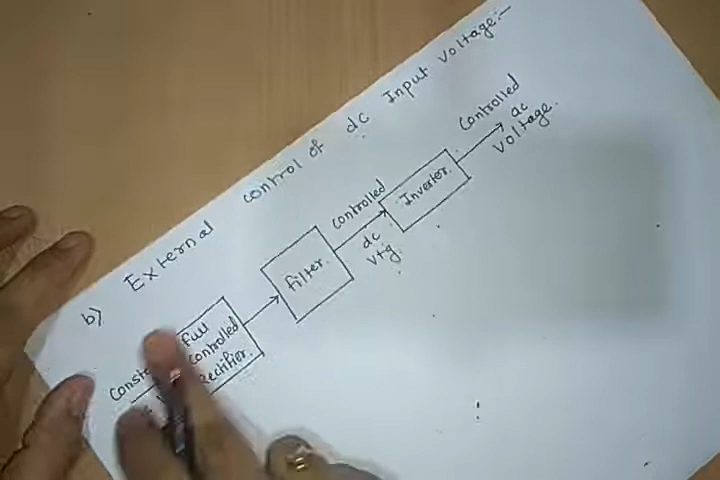 b) External control of dc Input voltage:-
Full
controlled
Rectifier.
Filter.
Controlled
dc
vtg.
Inverter.
Controlled
ac
voltage.